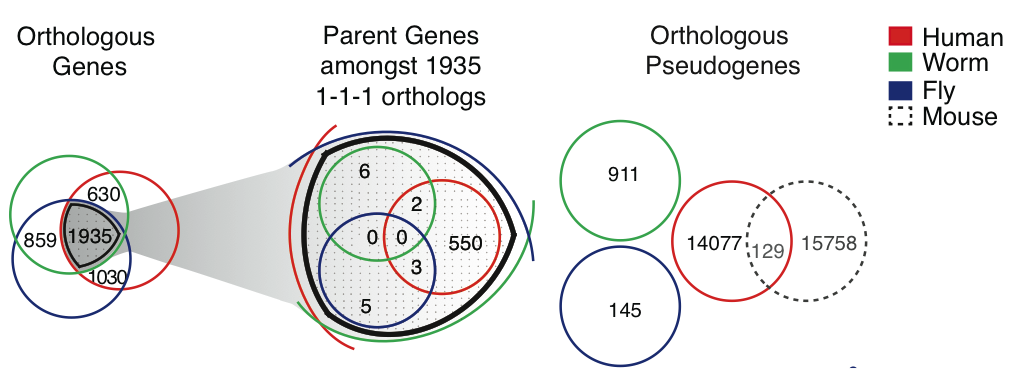 Orthologous
Genes
Parent Genes
amongst 1935
1-1-1 orthologs
Orthologous
Pseudogenes
Human
Worm
Fly
Mouse
630
859
1935
1030
6
2
0
0
550
3
5
911
14077
129
15758
145